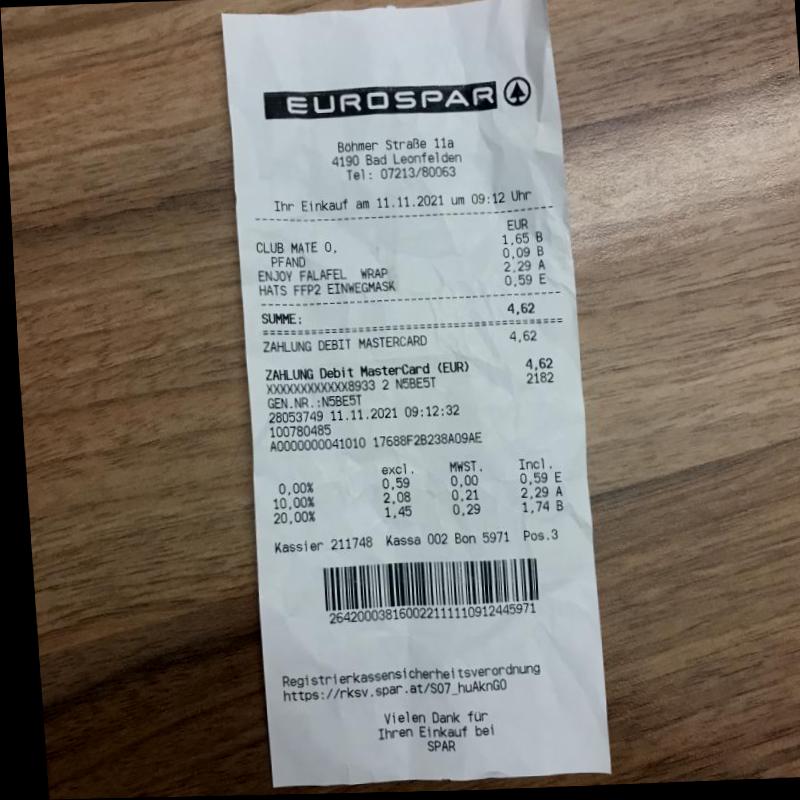 EUROSPAR
Böhmer Straße 11a
4190 Bad Leonfelden
Tel: 07213/80063
Ihr Einkauf am 11.11.2021 um 09:12 Uhr
EUR
CLUB MATE 0, 1,65 B
PFAND 0,09 B
ENJOY FALAFEL WRAP 2,29 A
HATS FFP2 EINWEGMASK 0,59 E
SUMME: 4,62
ZAHLUNG DEBIT MASTERCARD 4,62
ZAHLUNG Debit MasterCard (EUR) 4,62
XXXXXXXXXXXX8933 2 N5BE5T 2182
GEN.NR.:N5BE5T
28053749 11.11.2021 09:12:32
100780485
A0000000041010 17688F2B238A09AE
excl. MWST. Incl.
0,00% 0,59 0,00 0,59 E
10,00% 2,08 0,21 2,29 A
20,00% 1,45 0,29 1,74 B
Kassier 211748 Kassa 002 Bon 5971 Pos.3
264200038160022111110912445971
Registrierkassensicherheitsverordnung
https://rksv.spar.at/S07_huAknG0
Vielen Dank für
Ihren Einkauf bei
SPAR